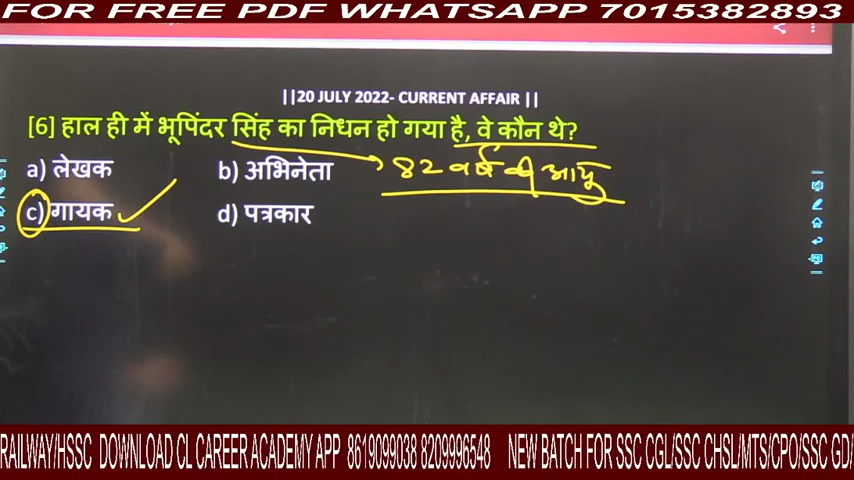 FOR FREE PDF WHATSAPP 7015382893
||20 JULY 2022- CURRENT AFFAIR ||
[6] हाल ही में भूपिंदर सिंह का निधन हो गया है, वे कौन थे?
a) लेखक b) अभिनेता 82 वर्ष की आयु
c) गायक d) पत्रकार
RAILWAY/HSSC DOWNLOAD CL CAREER ACADEMY APP 8619099038 8209996548 NEW BATCH FOR SSC CGL/SSC CHSL/MTS/CPO/SSC GD/